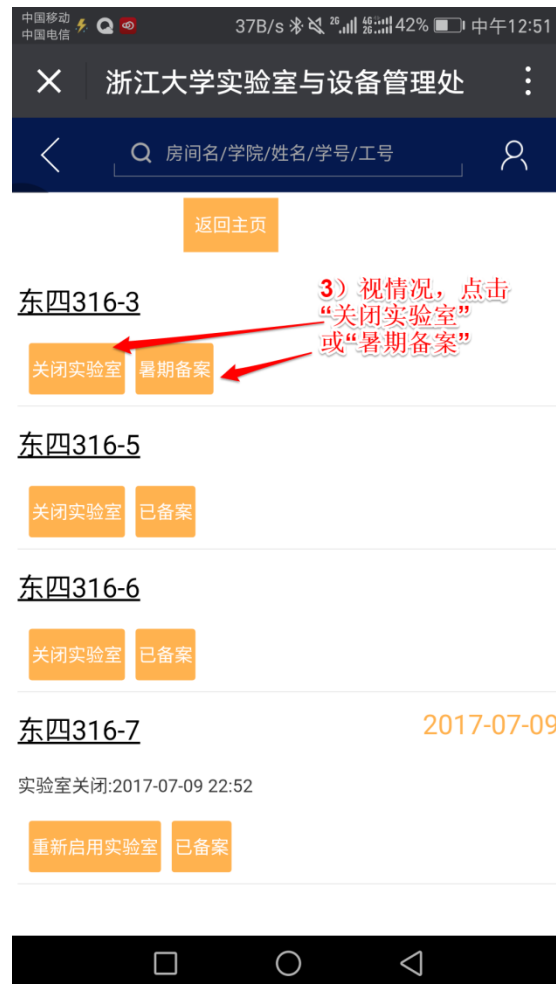 中国移动
中国电信
37B/s 26 46 26 26 42% 中午12:51
浙江大学实验室与设备管理处
房间名/学院/姓名/学号/工号
返回主页
东四316-3
3）视情况，点击
“关闭实验室”
或“暑期备案”
关闭实验室 暑期备案
东四316-5
关闭实验室 已备案
东四316-6
关闭实验室 已备案
东四316-7 2017-07-09
实验室关闭:2017-07-09 22:52
重新启用实验室 已备案